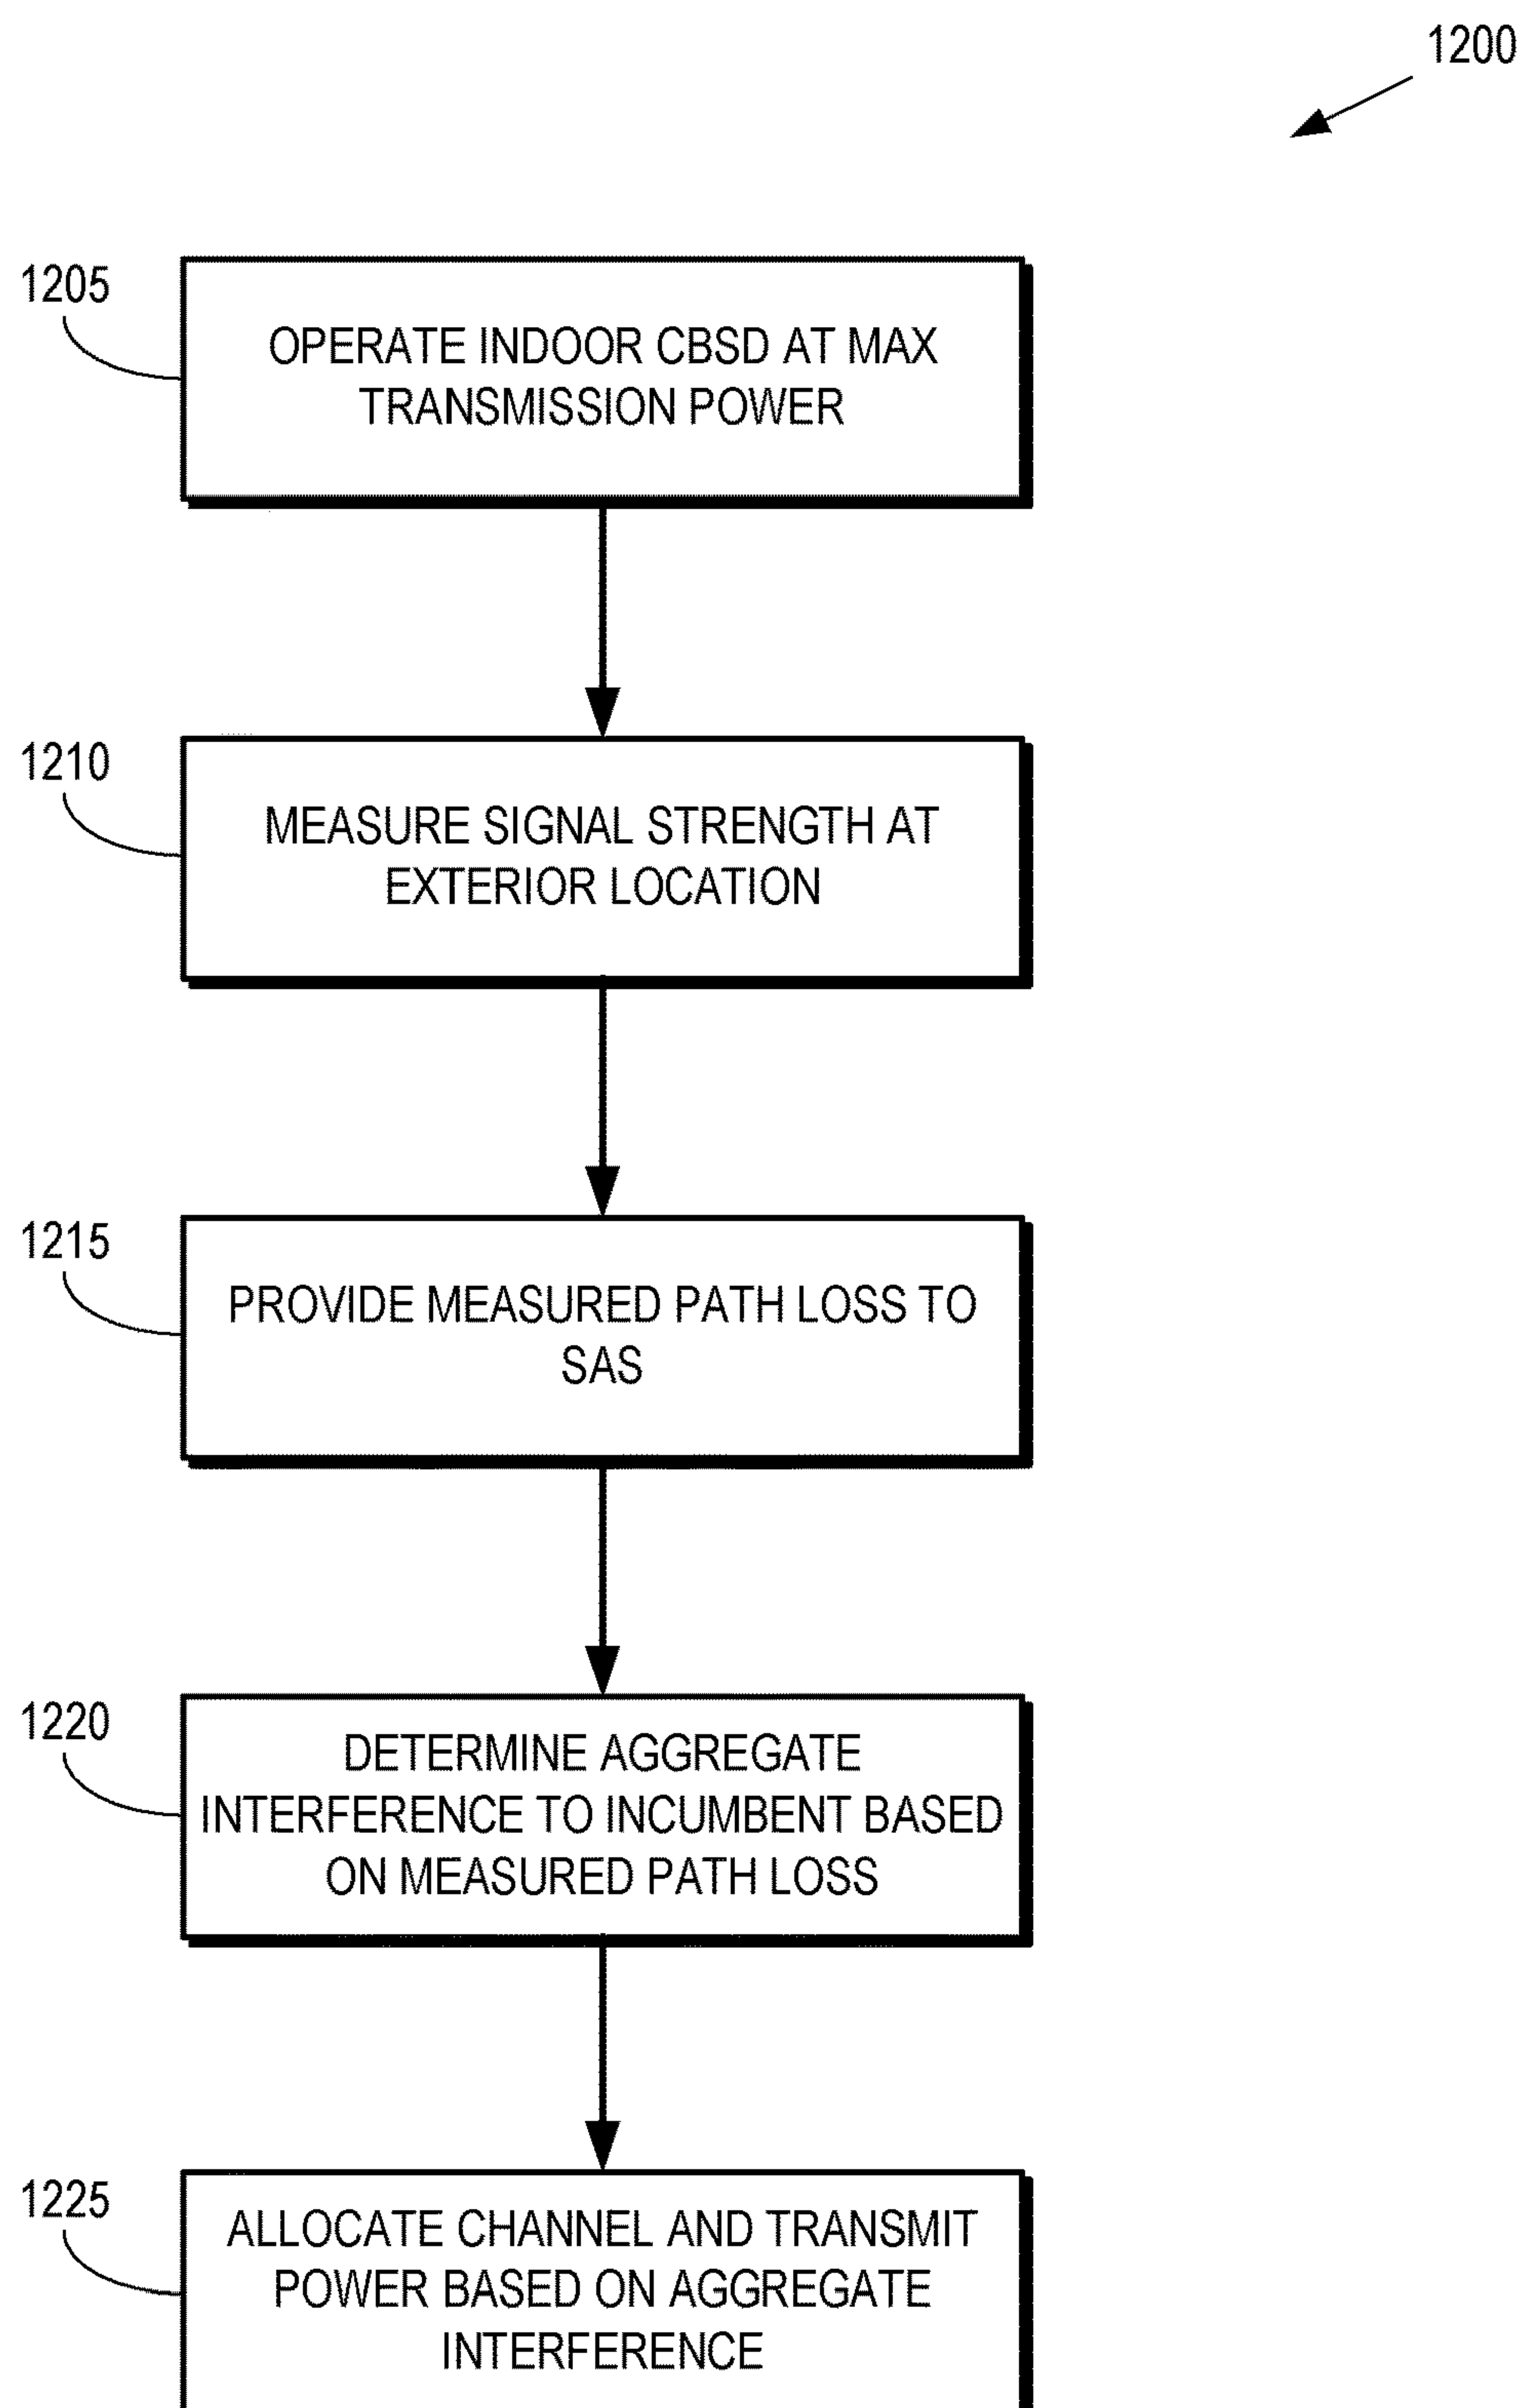 1200
1205
OPERATE INDOOR CBSD AT MAX
TRANSMISSION POWER
1210
MEASURE SIGNAL STRENGTH AT
EXTERIOR LOCATION
1215
PROVIDE MEASURED PATH LOSS TO
SAS
1220
DETERMINE AGGREGATE
INTERFERENCE TO INCUMBENT BASED
ON MEASURED PATH LOSS
1225
ALLOCATE CHANNEL AND TRANSMIT
POWER BASED ON AGGREGATE
INTERFERENCE